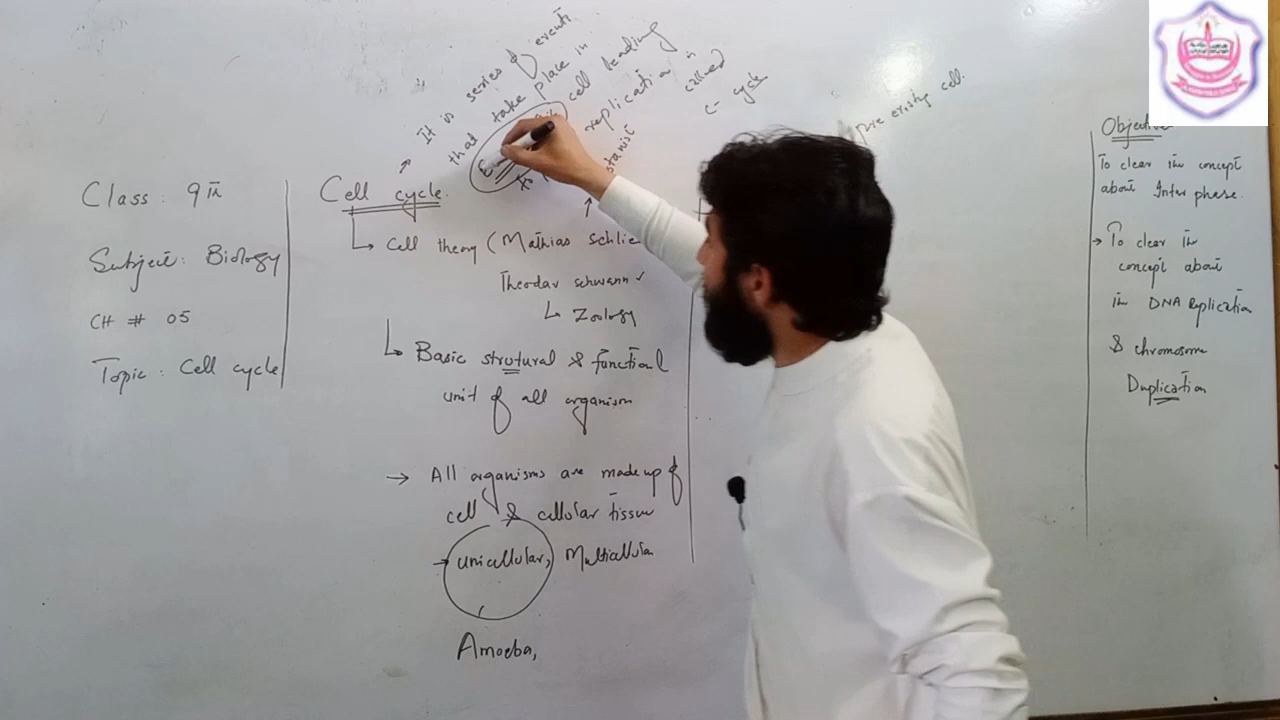 Class : 9th
Subject : Biology
CH # 05
Topic : Cell cycle
Cell cycle.
It is series of events
that take place in
cell leading
replication is
called
C- cycle
Cell theory (Mathias
Theodar schwann
Zoology
Basic strutural & functional
unit of all organism
All organisms are made up of
cell & cellular tissue
unicellular, Multicellular
Amoeba,
Pre existing cell.
Objective
To clear the concept
about Inter phase.
To clear the
concept about
the DNA Replication
& chromosome
Duplication